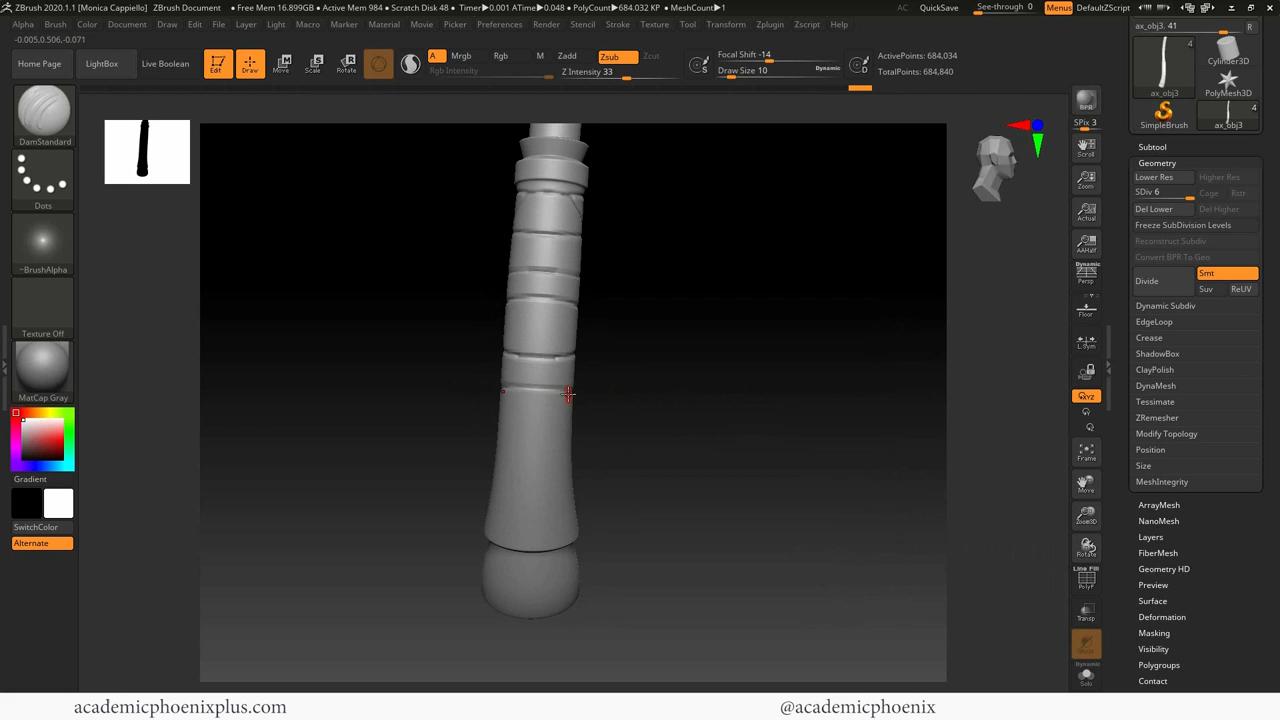 ZBrush 2020.1.1 [Monica Cappiello] ZBrush Document • Free Mem 16.899GB • Active Mem 984 • Scratch Disk 48 • Timer▶0.001 ATime▶0.048 • PolyCount▶684.032 KP • MeshCount▶1 AC QuickSave See-through 0 Menus DefaultZScript
Alpha Brush Color Document Draw Edit File Layer Light Macro Marker Material Movie Picker Preferences Render Stencil Stroke Texture Tool Transform Zplugin Zscript Help
-0.005,0.506,-0.071
Home Page LightBox Live Boolean Edit Draw Move Scale Rotate
A Mrgb Rgb M Zadd Zsub Zcut
Rgb Intensity Z Intensity 33
Focal Shift -14
Draw Size 10 Dynamic
S D
ActivePoints: 684,034
TotalPoints: 684,840
DamStandard
Dots
~BrushAlpha
Texture Off
MatCap Gray
Gradient
SwitchColor
Alternate
BPR
SPix 3
Scroll
Zoom
Actual
AAHalf
Dynamic
Persp
Floor
L.Sym
XYZ
Frame
Move
Zoom3D
Rotate
Line Fill
PolyF
Transp
Dynamic
Solo
ax_obj3. 41 R
4
ax_obj3
Cylinder3D
PolyMesh3D
SimpleBrush
4
ax_obj3
Subtool
Geometry
Lower Res Higher Res
SDiv 6 Cage Rstr
Del Lower Del Higher
Freeze SubDivision Levels
Reconstruct Subdiv
Convert BPR To Geo
Divide Smt
Suv ReUV
Dynamic Subdiv
EdgeLoop
Crease
ShadowBox
ClayPolish
DynaMesh
Tessimate
ZRemesher
Modify Topology
Position
Size
MeshIntegrity
ArrayMesh
NanoMesh
Layers
FiberMesh
Geometry HD
Preview
Surface
Deformation
Masking
Visibility
Polygroups
Contact
academicphoenixplus.com @academicphoenix